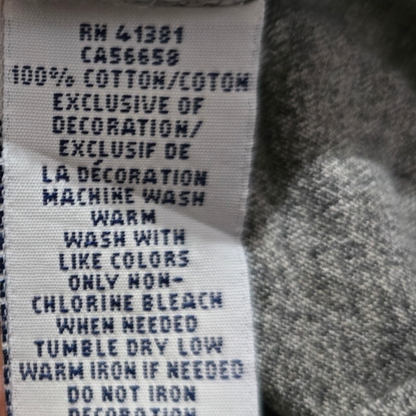 RN 41381
CA56658
100% COTTON/COTON
EXCLUSIVE OF
DECORATION/
EXCLUSIF DE
LA DÉCORATION
MACHINE WASH
WARM
WASH WITH
LIKE COLORS
ONLY NON-
CHLORINE BLEACH
WHEN NEEDED
TUMBLE DRY LOW
WARM IRON IF NEEDED
DO NOT IRON
DECORATION